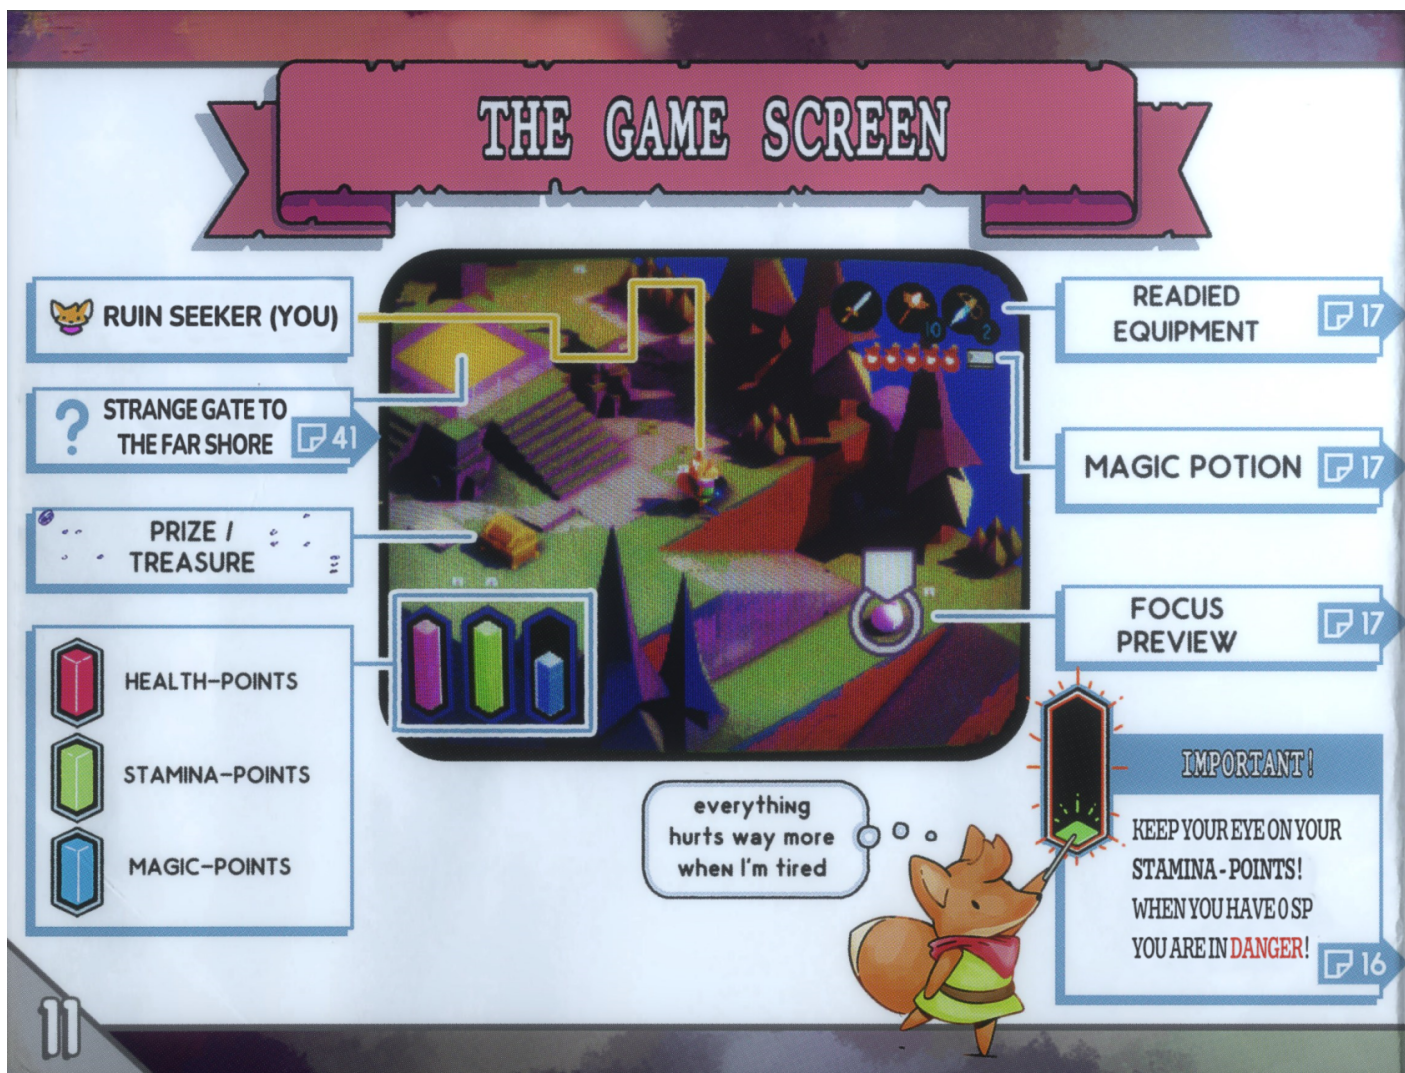 THE GAME SCREEN
RUIN SEEKER (YOU)
? STRANGE GATE TO
THE FAR SHORE
41
PRIZE /
TREASURE
HEALTH-POINTS
STAMINA-POINTS
MAGIC-POINTS
10
2
READIED
EQUIPMENT
17
MAGIC POTION
17
FOCUS
PREVIEW
17
everything
hurts way more
when I'm tired
IMPORTANT!
KEEP YOUR EYE ON YOUR
STAMINA-POINTS!
WHEN YOU HAVE 0 SP
YOU ARE IN DANGER!
16
11